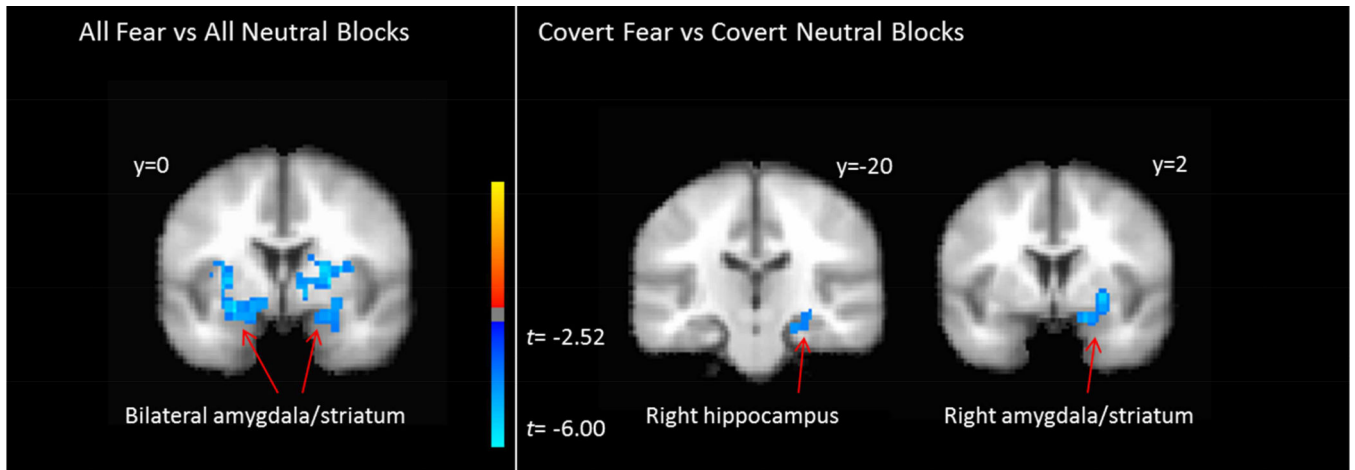 All Fear vs All Neutral Blocks
y=0
Bilateral amygdala/striatum
t= -2.52
t= -6.00
Covert Fear vs Covert Neutral Blocks
y=-20
y=2
Right hippocampus
Right amygdala/striatum